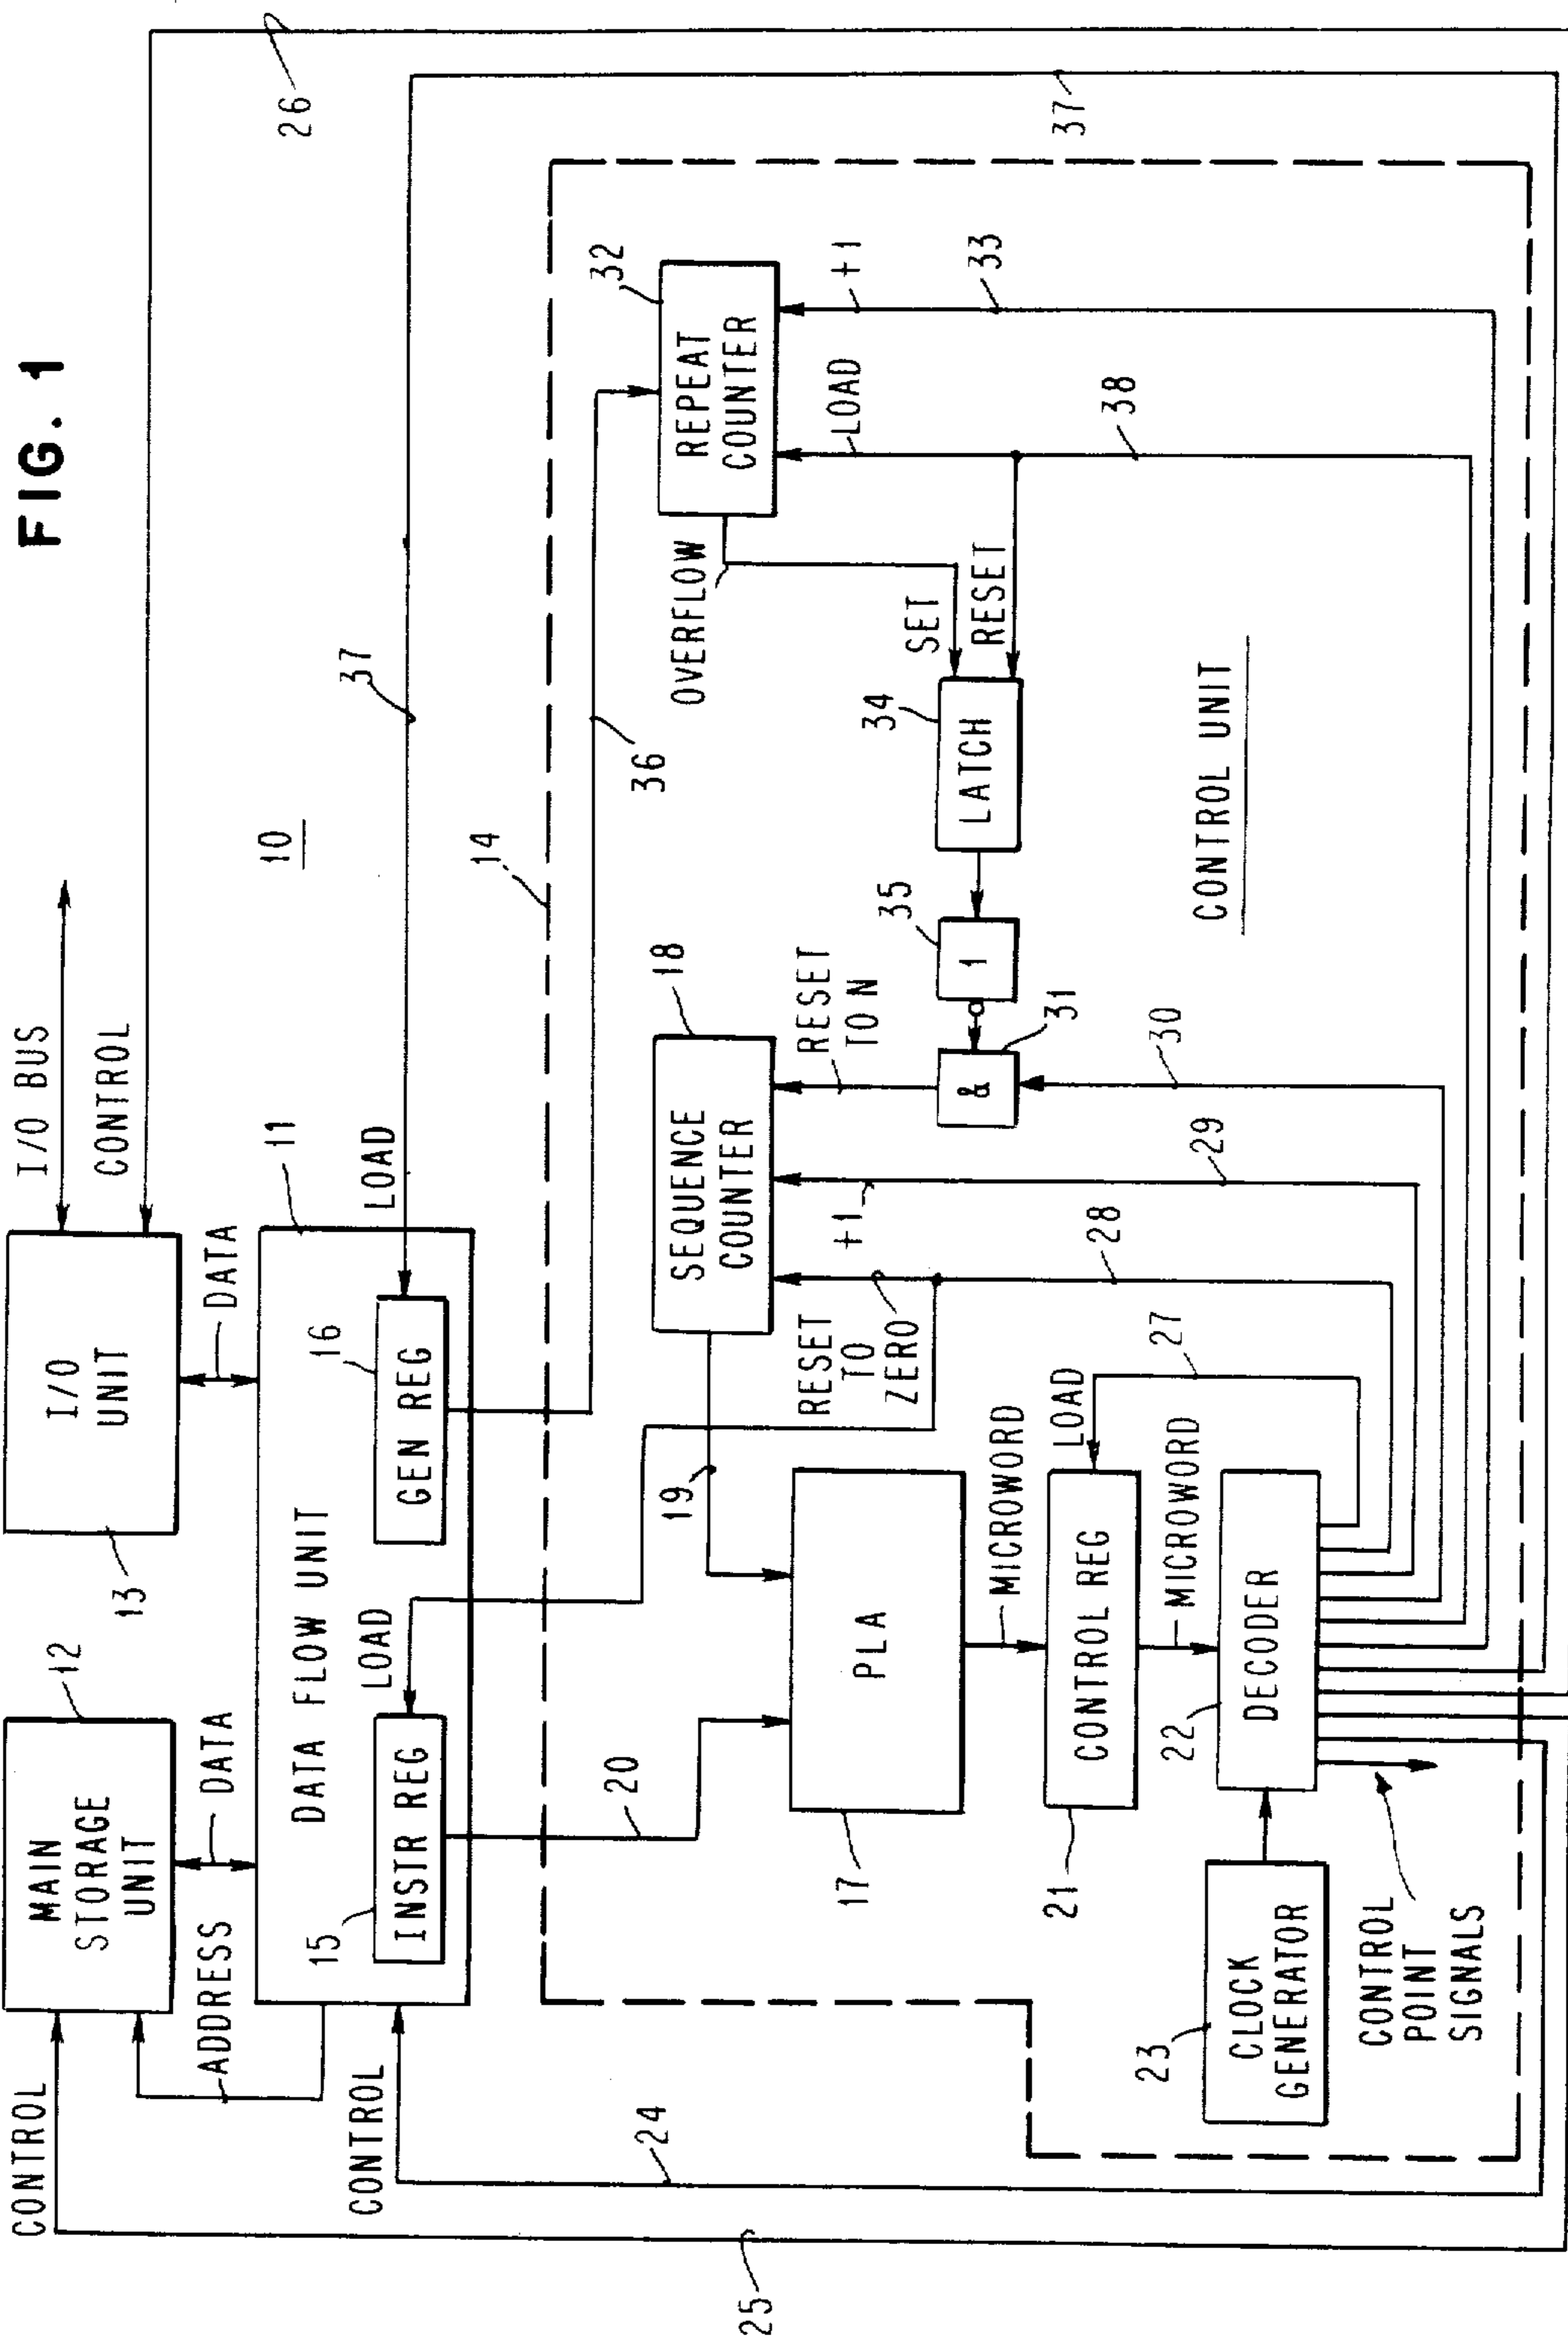 FIG. 1
CONTROL
MAIN
STORAGE
UNIT
12
ADDRESS
DATA
I/O
UNIT
13
DATA
I/O BUS
CONTROL
26
10
CONTROL
DATA FLOW UNIT
11
15
INSTR REG
LOAD
16
GEN REG
LOAD
37
37
14
36
20
19
24
25
SEQUENCE
COUNTER
18
RESET
TO
ZERO
+1
RESET
TO N
REPEAT
COUNTER
32
OVERFLOW
LOAD
+1
33
38
SET
RESET
LATCH
34
1
35
&
31
30
29
28
27
PLA
17
MICROWORD
LOAD
CONTROL REG
21
MICROWORD
DECODER
22
CLOCK
GENERATOR
23
CONTROL
POINT
SIGNALS
CONTROL UNIT